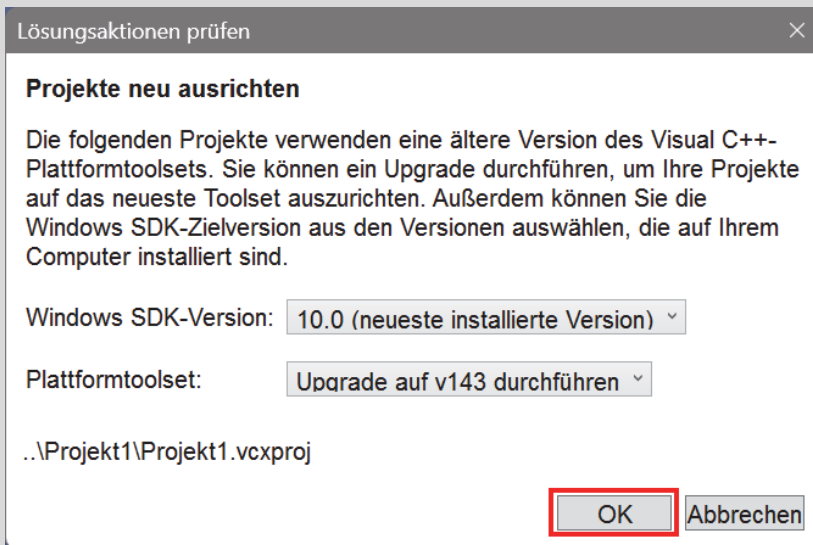 Lösungsaktionen prüfen
Projekte neu ausrichten
Die folgenden Projekte verwenden eine ältere Version des Visual C++-
Plattformtoolsets. Sie können ein Upgrade durchführen, um Ihre Projekte
auf das neueste Toolset auszurichten. Außerdem können Sie die
Windows SDK-Zielversion aus den Versionen auswählen, die auf Ihrem
Computer installiert sind.
Windows SDK-Version: 10.0 (neueste installierte Version)
Plattformtoolset: Upgrade auf v143 durchführen
..\Projekt1\Projekt1.vcxproj
OK Abbrechen